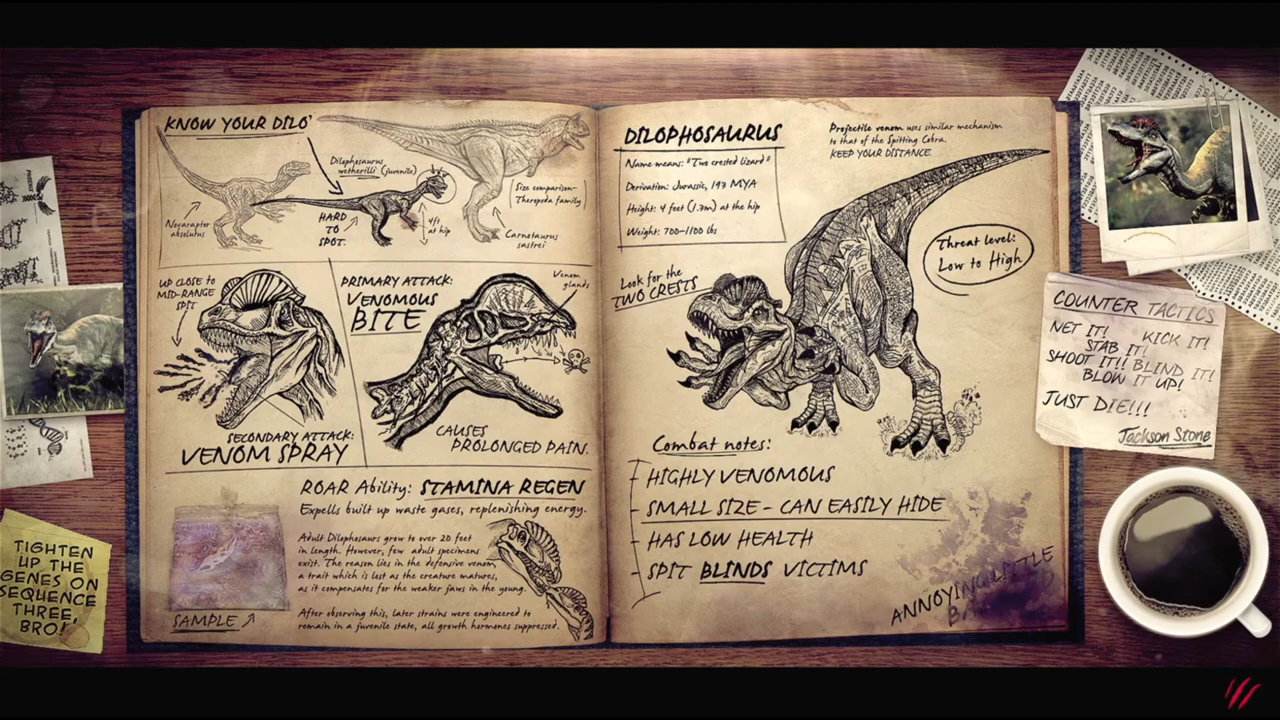 KNOW YOUR DILO'
Dilophosaurus
wetherilli (juvenile)
Novaraptor
absolutus
HARD
TO
SPOT.
4ft
at hip
Size comparison-
Theropoda family
Carnotaurus
sastrei
UP CLOSE TO
MID-RANGE
SPIT
SECONDARY ATTACK:
VENOM SPRAY
PRIMARY ATTACK:
VENOMOUS
BITE
Venom
glands
CAUSES
PROLONGED PAIN.
ROAR Ability: STAMINA REGEN
Expells built up waste gases, replenishing energy.
Adult Dilophosaurs grow to over 20 feet
in length. However, few adult specimens
exist. The reason lies in the defensive venom,
a trait which is lost as the creature matures,
as it compensates for the weaker jaws in the young.
After observing this, later strains were engineered to
remain in a juvenile state, all growth hormones suppressed.
SAMPLE
DILOPHOSAURUS
Name means: "Two crested lizard"
Derivation: Jurassic, 193 MYA
Height: 4 feet (1.3m) at the hip
Weight: 700-1100 lbs
Projectile venom uses similar mechanism
to that of the Spitting Cobra.
KEEP YOUR DISTANCE.
Look for the
TWO CRESTS
Threat level:
Low to High
Combat notes:
- HIGHLY VENOMOUS
- SMALL SIZE - CAN EASILY HIDE
- HAS LOW HEALTH
- SPIT BLINDS VICTIMS
ANNOYING LITTLE
COUNTER TACTICS
NET IT! KICK IT!
STAB IT!
SHOOT IT!! BLIND IT!
BLOW IT UP!
JUST DIE!!!
Jackson Stone
TIGHTEN
UP THE
GENES ON
SEQUENCE
THREE,
BRO!